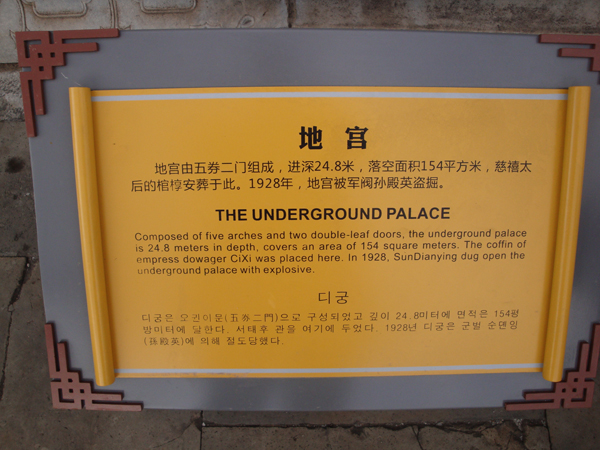 地宫
地宫由五券二门组成，进深24.8米，落空面积154平方米，慈禧太
后的棺椁安葬于此。1928年，地宫被军阀孙殿英盗掘。
THE UNDERGROUND PALACE
Composed of five arches and two double-leaf doors, the underground palace
is 24.8 meters in depth, covers an area of 154 square meters. The coffin of
empress dowager CiXi was placed here. In 1928, SunDianying dug open the
underground palace with explosive.
디궁
디궁은 오권이문(五券二門)으로 구성되었고 깊이 24.8미터에 면적은 154평
방미터에 달한다. 서태후 관을 여기에 두었다. 1928년 디궁은 군벌 순뎬잉
(孫殿英)에 의해 절도당했다.